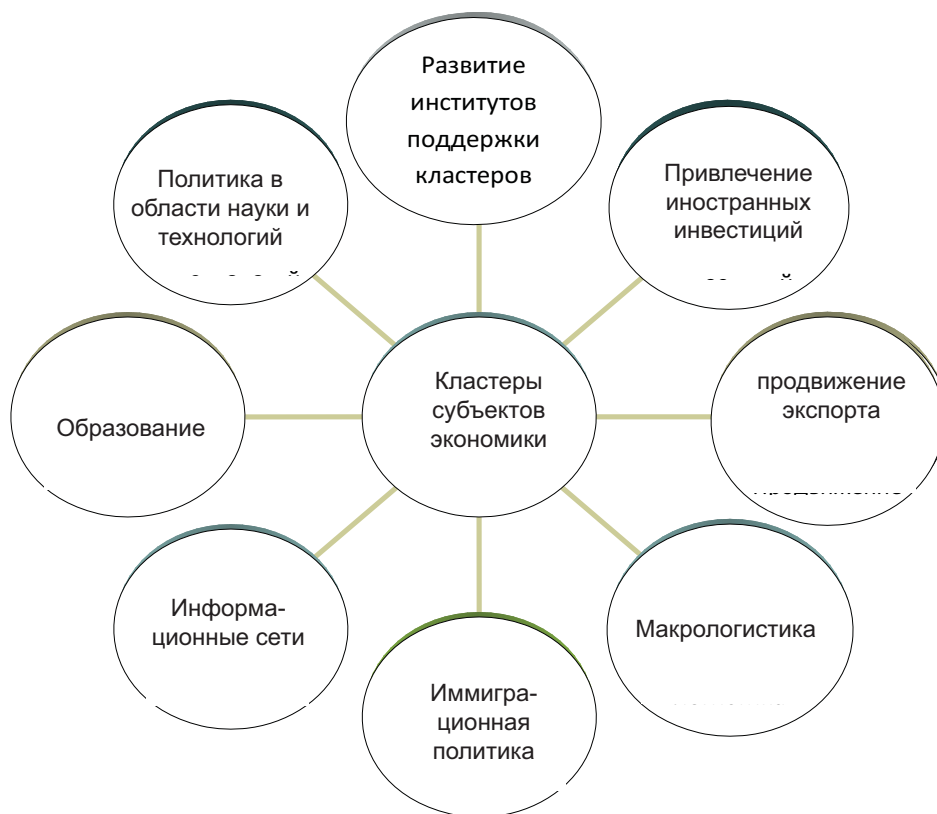 Развитие
институтов
поддержки
кластеров
Политика в
области науки и
технологий
Привлечение
иностранных
инвестиций
Образование
Кластеры
субъектов
экономики
продвижение
экспорта
Информа-
ционные сети
Макрологистика
Иммигра-
ционная
политика